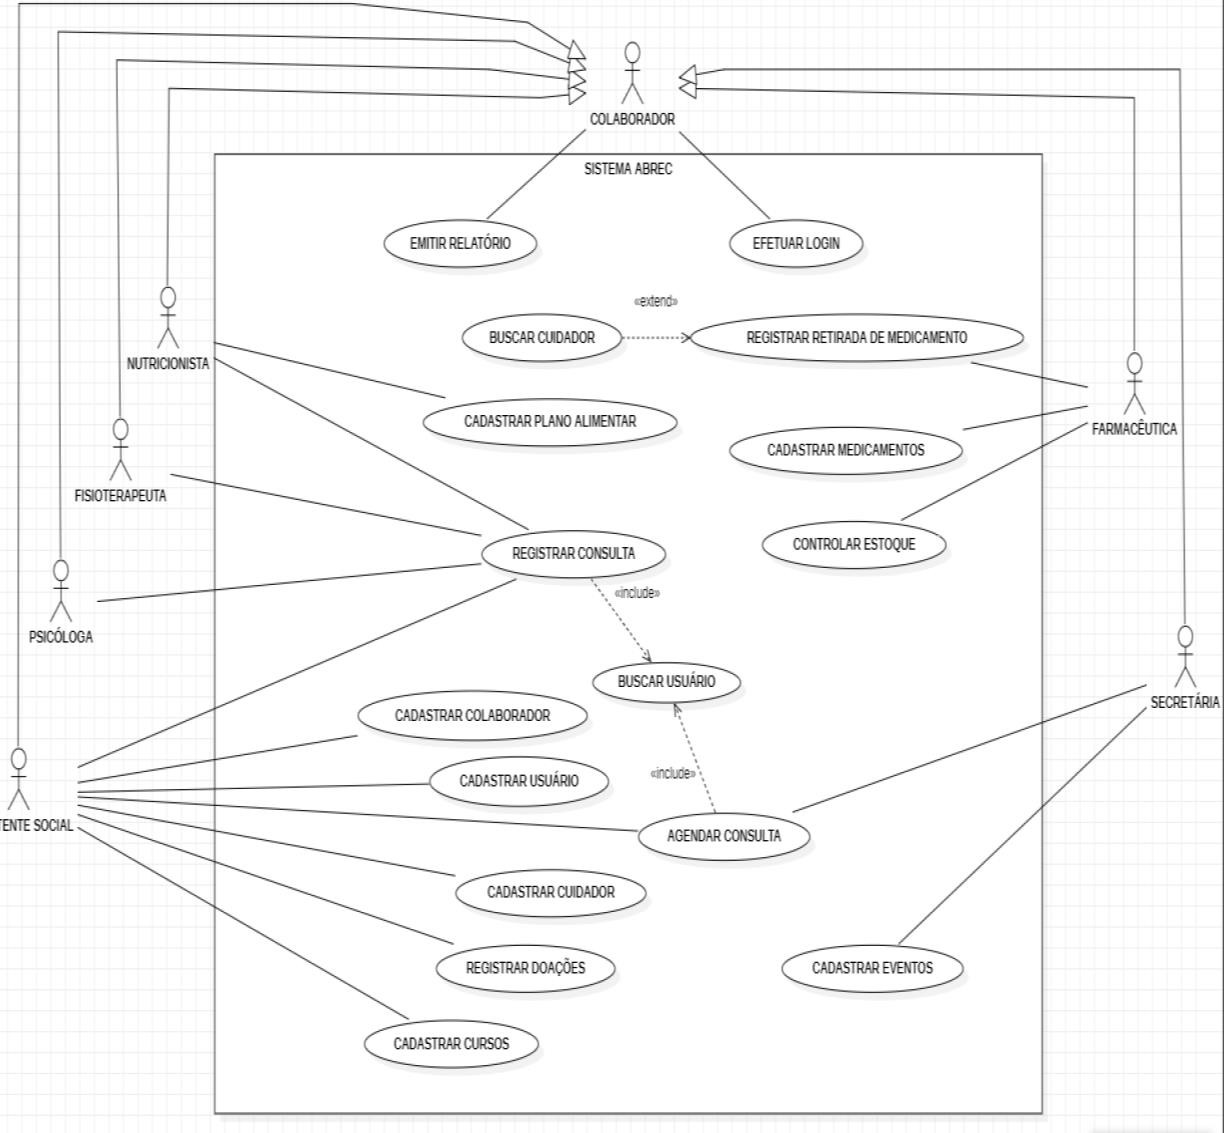 COLABORADOR
SISTEMA ABREC
EMITIR RELATÓRIO
EFETUAR LOGIN
«extend»
BUSCAR CUIDADOR
REGISTRAR RETIRADA DE MEDICAMENTO
NUTRICIONISTA
CADASTRAR PLANO ALIMENTAR
FARMACÊUTICA
CADASTRAR MEDICAMENTOS
FISIOTERAPEUTA
CONTROLAR ESTOQUE
REGISTRAR CONSULTA
«include»
PSICÓLOGA
BUSCAR USUÁRIO
SECRETÁRIA
CADASTRAR COLABORADOR
«include»
CADASTRAR USUÁRIO
TENTE SOCIAL
AGENDAR CONSULTA
CADASTRAR CUIDADOR
REGISTRAR DOAÇÕES
CADASTRAR EVENTOS
CADASTRAR CURSOS